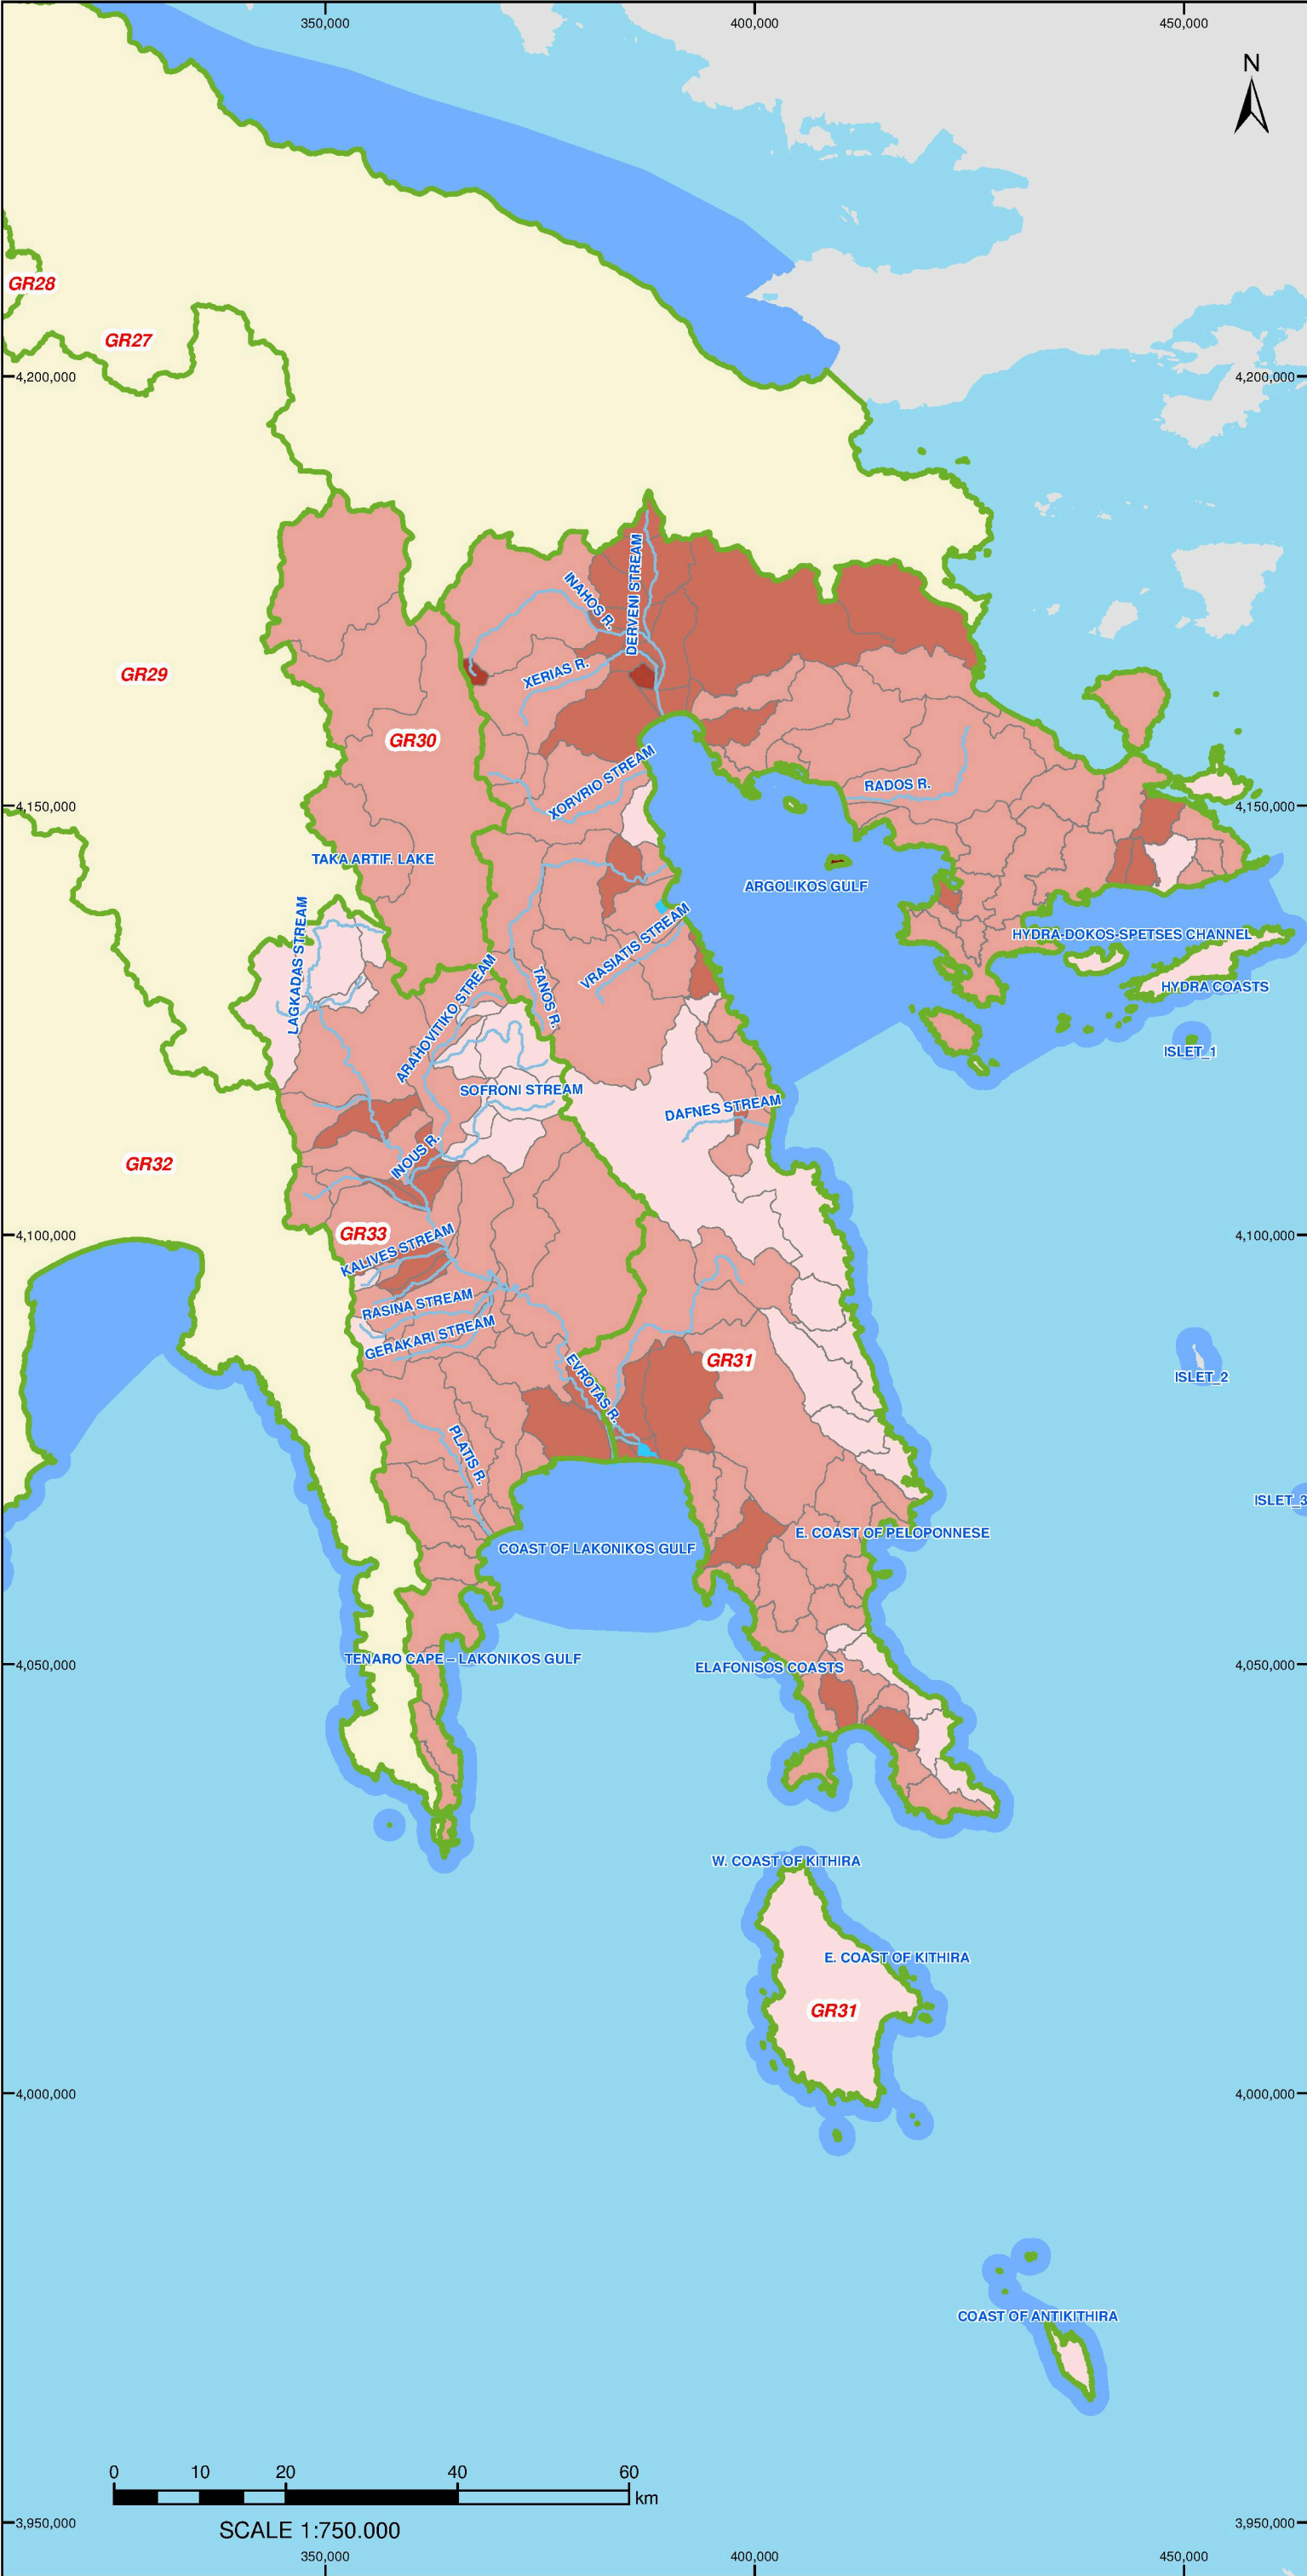 350,000
400,000
450,000
N
GR28
GR27
4,200,000
4,200,000
DERVENI STREAM
INAHOS R.
XERIAS R.
GR29
GR30
XORVRIO STREAM
RADOS R.
4,150,000
4,150,000
TAKA ARTIF. LAKE
ARGOLIKOS GULF
LAGKADAS STREAM
VRASIATIS STREAM
HYDRA-DOKOS-SPETSES CHANNEL
HYDRA COASTS
TANOS R.
ARAHOVITIKO STREAM
ISLET_1
SOFRONI STREAM
DAFNES STREAM
INOUS R.
GR32
GR33
4,100,000
4,100,000
KALIVES STREAM
RASINA STREAM
GERAKARI STREAM
EVROTAS R.
GR31
ISLET_2
PLATIS R.
ISLET_3
E. COAST OF PELOPONNESE
COAST OF LAKONIKOS GULF
TENARO CAPE – LAKONIKOS GULF
ELAFONISOS COASTS
4,050,000
4,050,000
W. COAST OF KITHIRA
E. COAST OF KITHIRA
GR31
4,000,000
4,000,000
COAST OF ANTIKITHIRA
0 10 20 40 60
km
SCALE 1:750.000
3,950,000
3,950,000
350,000
400,000
450,000